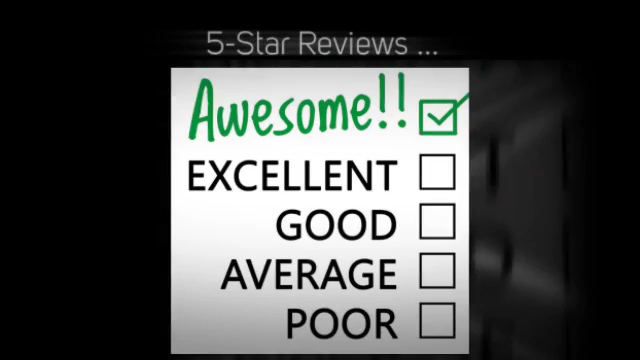 5-Star Reviews ...
Awesome!!
EXCELLENT
GOOD
AVERAGE
POOR